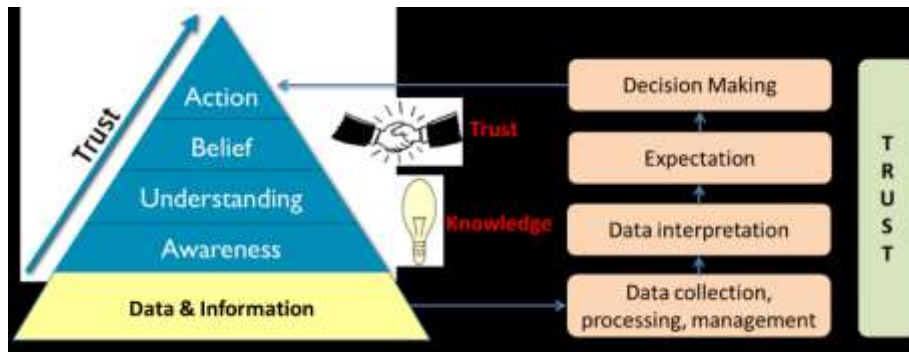 Trust
Action
Belief
Understanding
Awareness
Data & Information
Trust
Knowledge
Decision Making
Expectation
Data interpretation
Data collection,
processing, management
T
R
U
S
T